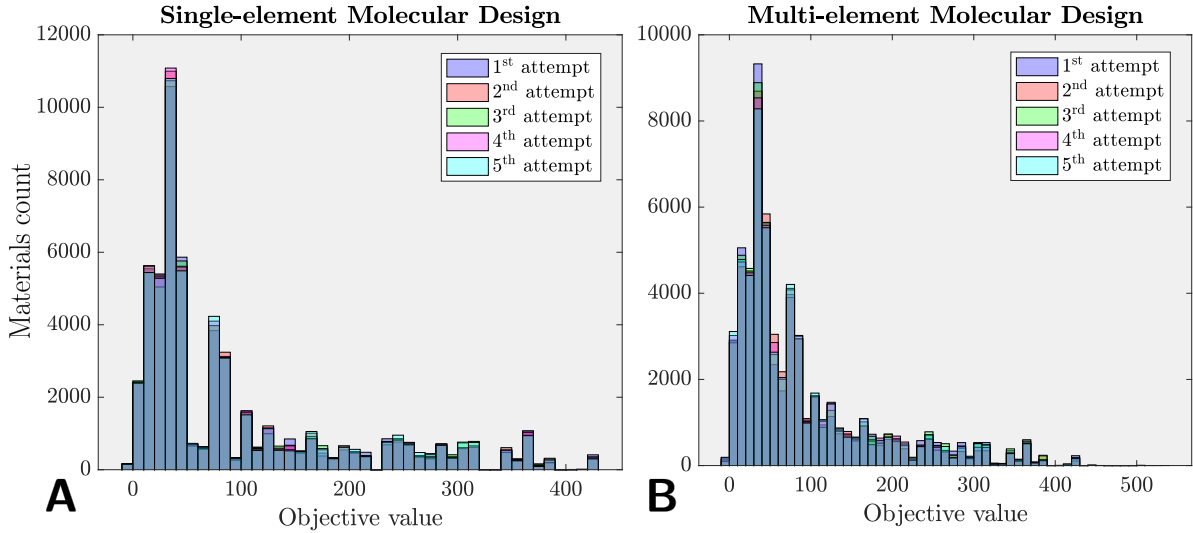 Single-element Molecular Design
12000
10000
8000
6000
4000
2000
0
Materials count
1st attempt
2nd attempt
3rd attempt
4th attempt
5th attempt
0 100 200 300 400
Objective value
A
Multi-element Molecular Design
10000
8000
6000
4000
2000
0
1st attempt
2nd attempt
3rd attempt
4th attempt
5th attempt
0 100 200 300 400 500
Objective value
B